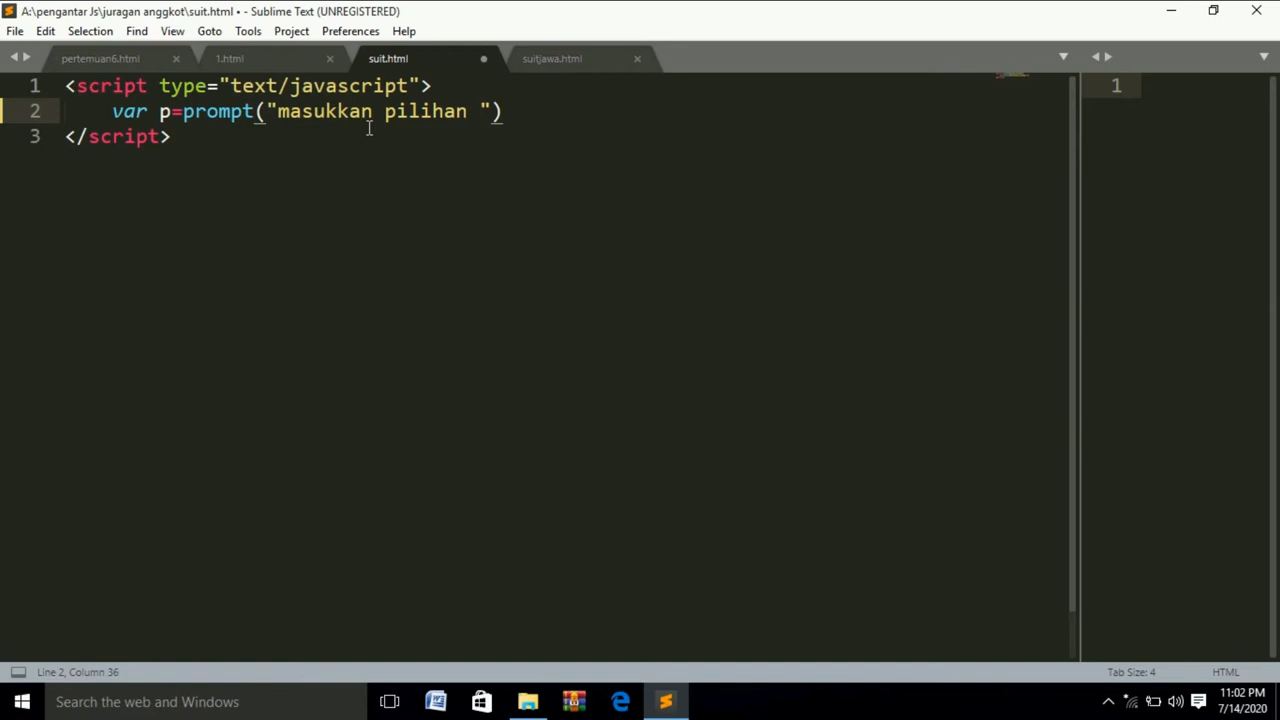 A:\pengantar Js\juragan anggkot\suit.html • - Sublime Text (UNREGISTERED)
File Edit Selection Find View Goto Tools Project Preferences Help
pertemuan6.html 1.html suit.html suitjawa.html
1 <script type="text/javascript"> 1
2 var p=prompt("masukkan pilihan ")
3 </script>
Line 2, Column 36 Tab Size: 4 HTML
Search the web and Windows 11:02 PM
7/14/2020